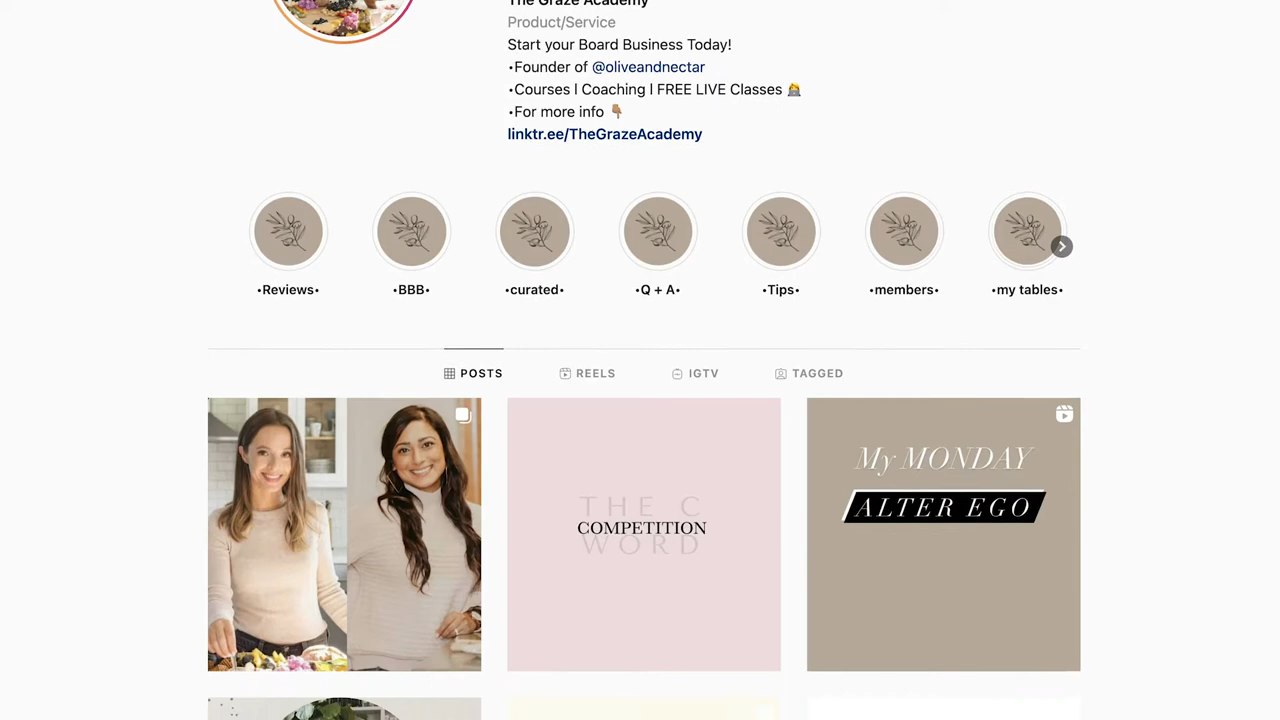 The Graze Academy
Product/Service
Start your Board Business Today!
•Founder of @oliveandnectar
•Courses l Coaching l FREE LIVE Classes
•For more info
linktr.ee/TheGrazeAcademy
•Reviews•
•BBB•
•curated•
•Q + A•
•Tips•
•members•
•my tables•
POSTS
REELS
IGTV
TAGGED
THE C
COMPETITION
WORD
My MONDAY
ALTER EGO